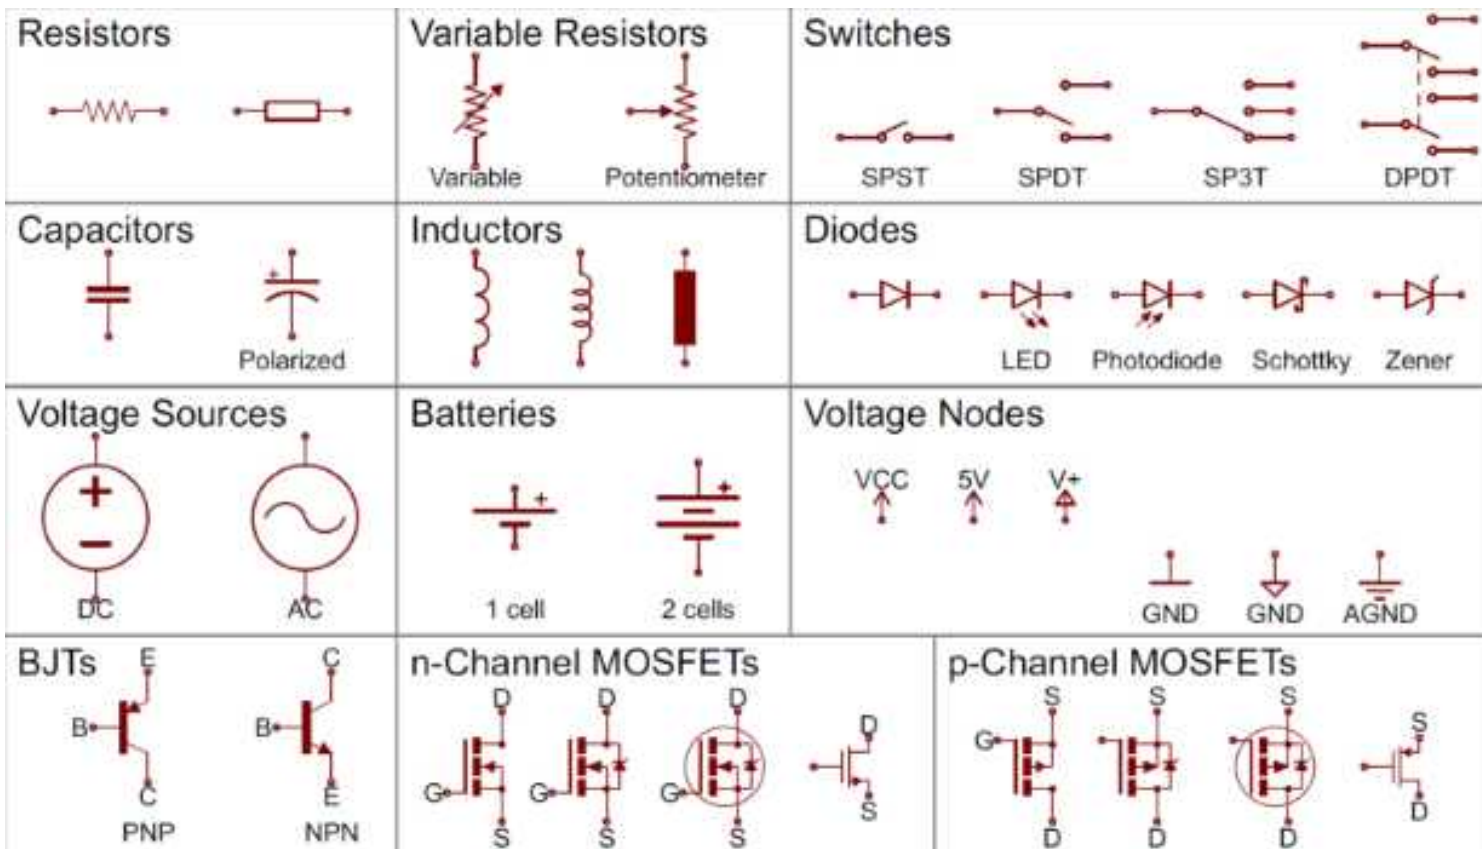 Resistors
Variable Resistors
Variable
Potentiometer
Switches
SPST
SPDT
SP3T
DPDT
Capacitors
+
Polarized
Inductors
Diodes
LED
Photodiode
Schottky
Zener
Voltage Sources
DC
AC
Batteries
+
1 cell
+
2 cells
Voltage Nodes
VCC
5V
V+
GND
GND
AGND
BJTs
E
B
C
PNP
C
B
E
NPN
n-Channel MOSFETs
D
G
S
D
G
S
D
G
S
D
S
p-Channel MOSFETs
S
G
D
S
D
S
D
S
D